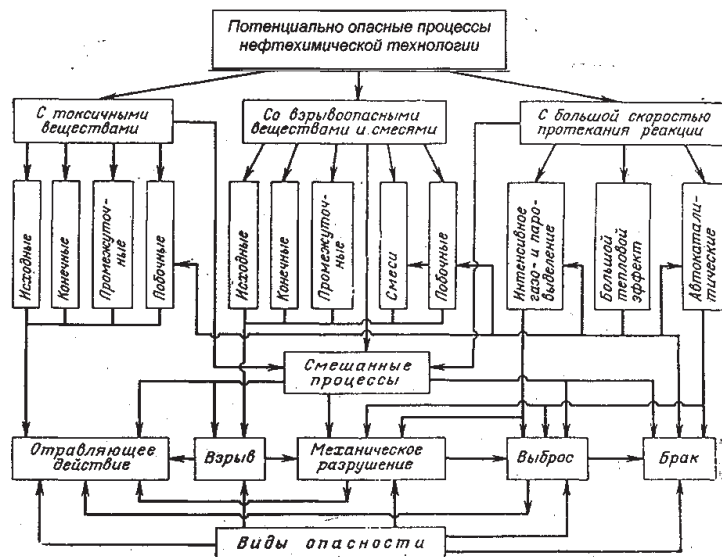 Потенциально опасные процессы
нефтехимической технологии
С токсичными
веществами
Со взрывоопасными
веществами и смесями
С большой скоростью
протекания реакции
Исходные
Конечные
Промежуточ-
ные
Побочные
Исходные
Конечные
Промежуточ-
ные
Смеси
Побочные
Интенсивное
газо- и паро-
выделение
Большой
тепловой
эффект
Автокатали-
тические
Смешанные
процессы
Отравляющее
действие
Взрыв
Механическое
разрушение
Выброс
Брак
Виды опасности